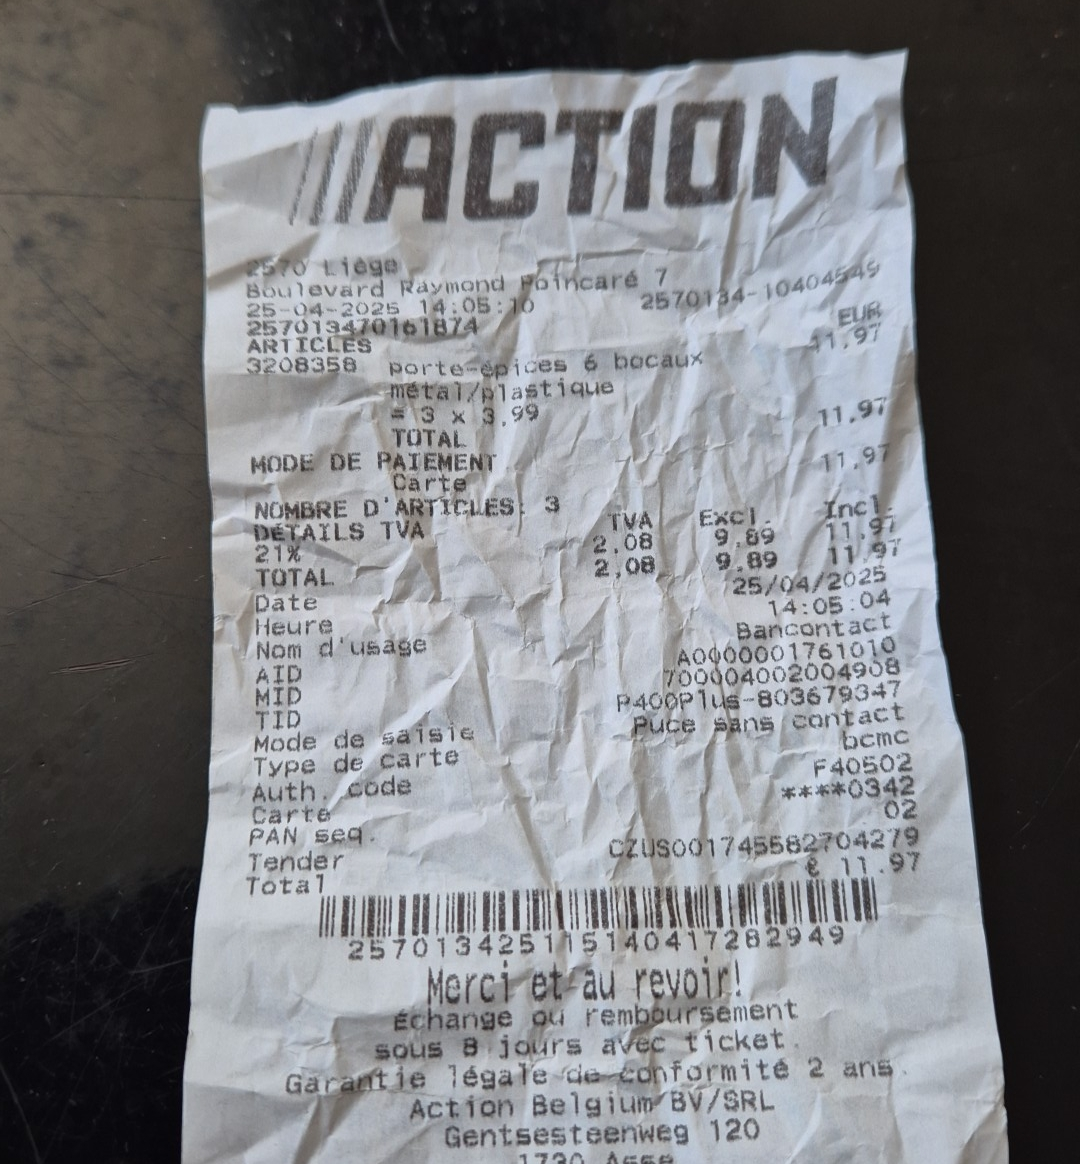 ACTION
2570 Liège
Boulevard Raymond Poincaré 7
25-04-2025 14:05:10 2570134-10404549
257013470161874
ARTICLES EUR
3208358 porte-épices 6 bocaux 11.97
métal/plastique
= 3 x 3.99
TOTAL 11.97
MODE DE PAIEMENT
Carte 11.97
NOMBRE D'ARTICLES: 3
DÉTAILS TVA TVA Excl. Incl.
21% 2.08 9.89 11.97
TOTAL 2.08 9.89 11.97
Date 25/04/2025
Heure 14:05:04
Nom d'usage Bancontact
AID A0000001761010
MID 700004002004908
TID P400Plus-803679347
Mode de saisie Puce sans contact
Type de carte bcmc
Auth. code F40502
Carte ****0342
PAN seq. 02
Tender CZUS001745582704279
Total € 11.97
257013425115140417282949
Merci et au revoir!
Échange ou remboursement
sous 8 jours avec ticket.
Garantie légale de conformité 2 ans.
Action Belgium BV/SRL
Gentsesteenweg 120
1730 Asse